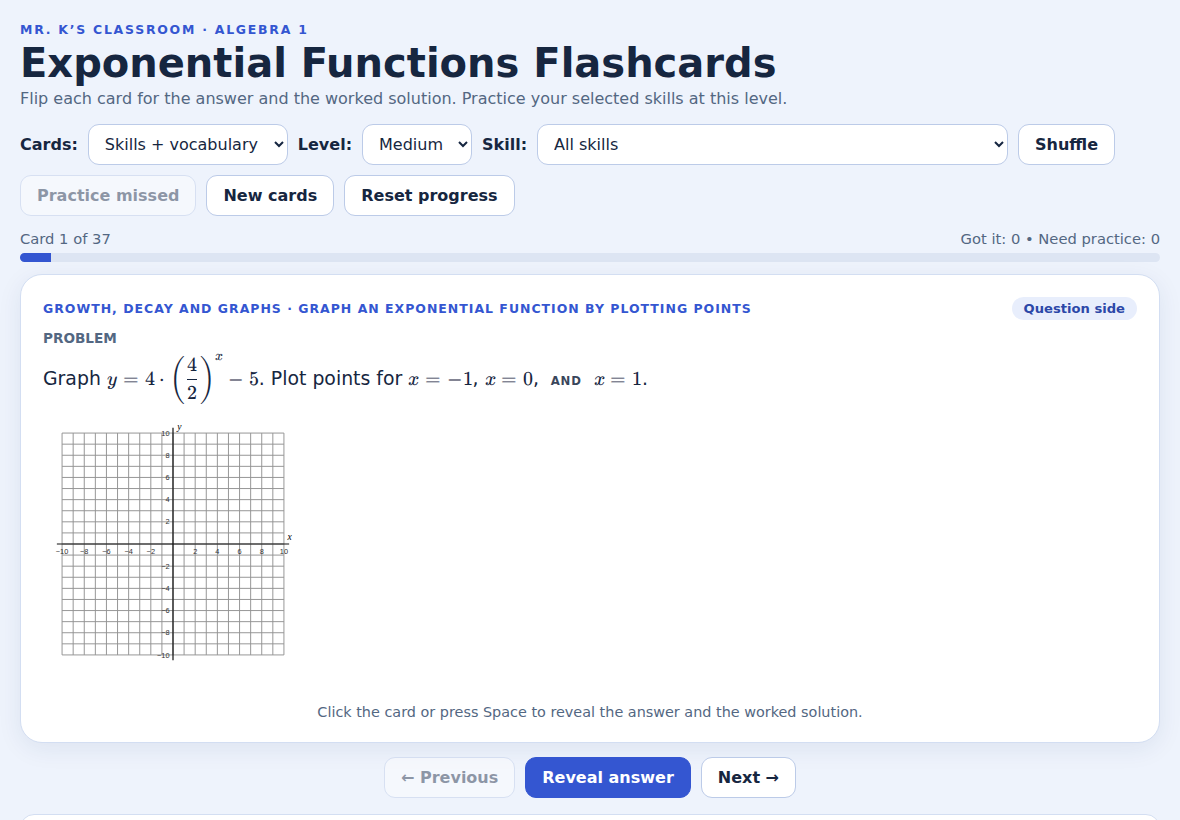 MR. K’S CLASSROOM · ALGEBRA 1
Exponential Functions Flashcards
Flip each card for the answer and the worked solution. Practice your selected skills at this level.
Cards: Skills + vocabulary Level: Medium Skill: All skills Shuffle
Practice missed New cards Reset progress
Card 1 of 37 Got it: 0 • Need practice: 0
GROWTH, DECAY AND GRAPHS · GRAPH AN EXPONENTIAL FUNCTION BY PLOTTING POINTS Question side
PROBLEM
Graph y = 4 · (4/2)^x − 5. Plot points for x = −1, x = 0, AND x = 1.
y
10
8
6
4
2
x
−10 −8 −6 −4 −2 2 4 6 8 10
−2
−4
−6
−8
−10
Click the card or press Space to reveal the answer and the worked solution.
← Previous Reveal answer Next →